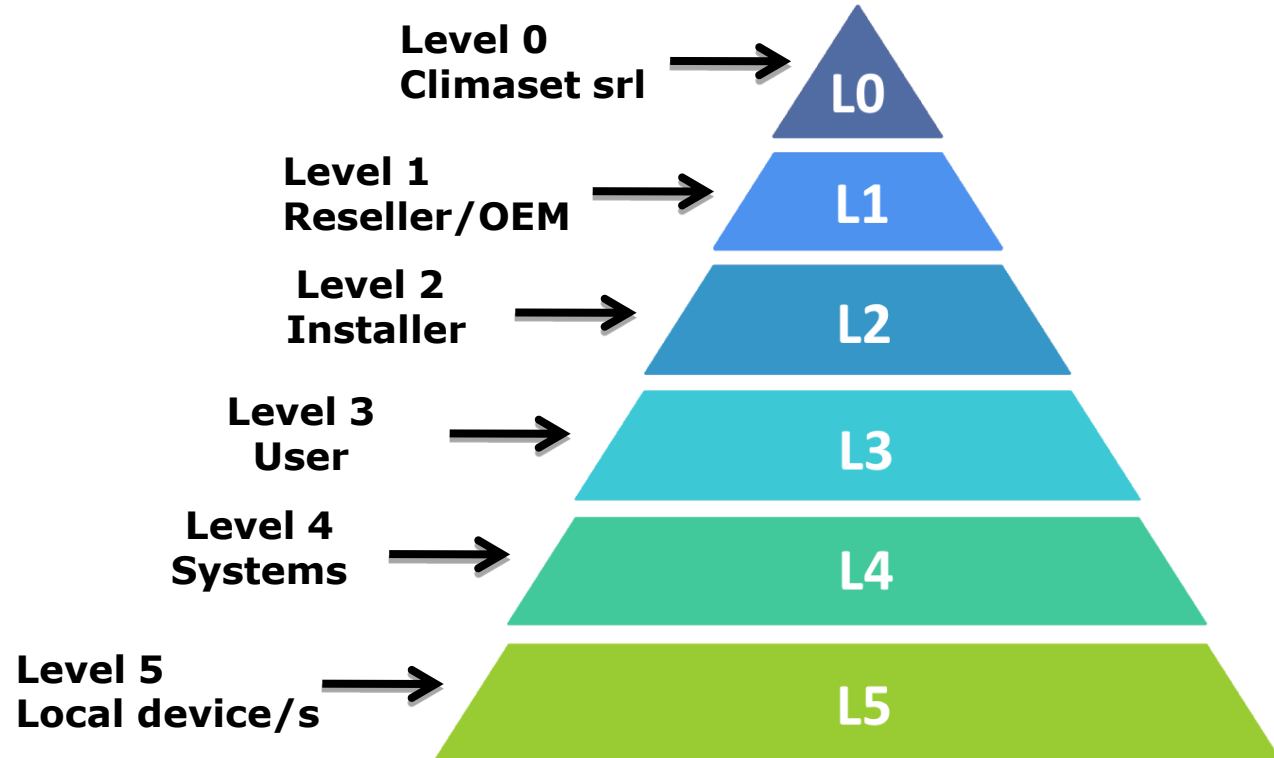 Level 0
Climaset srl
L0
Level 1
Reseller/OEM
L1
Level 2
Installer
L2
Level 3
User
L3
Level 4
Systems
L4
Level 5
Local device/s
L5